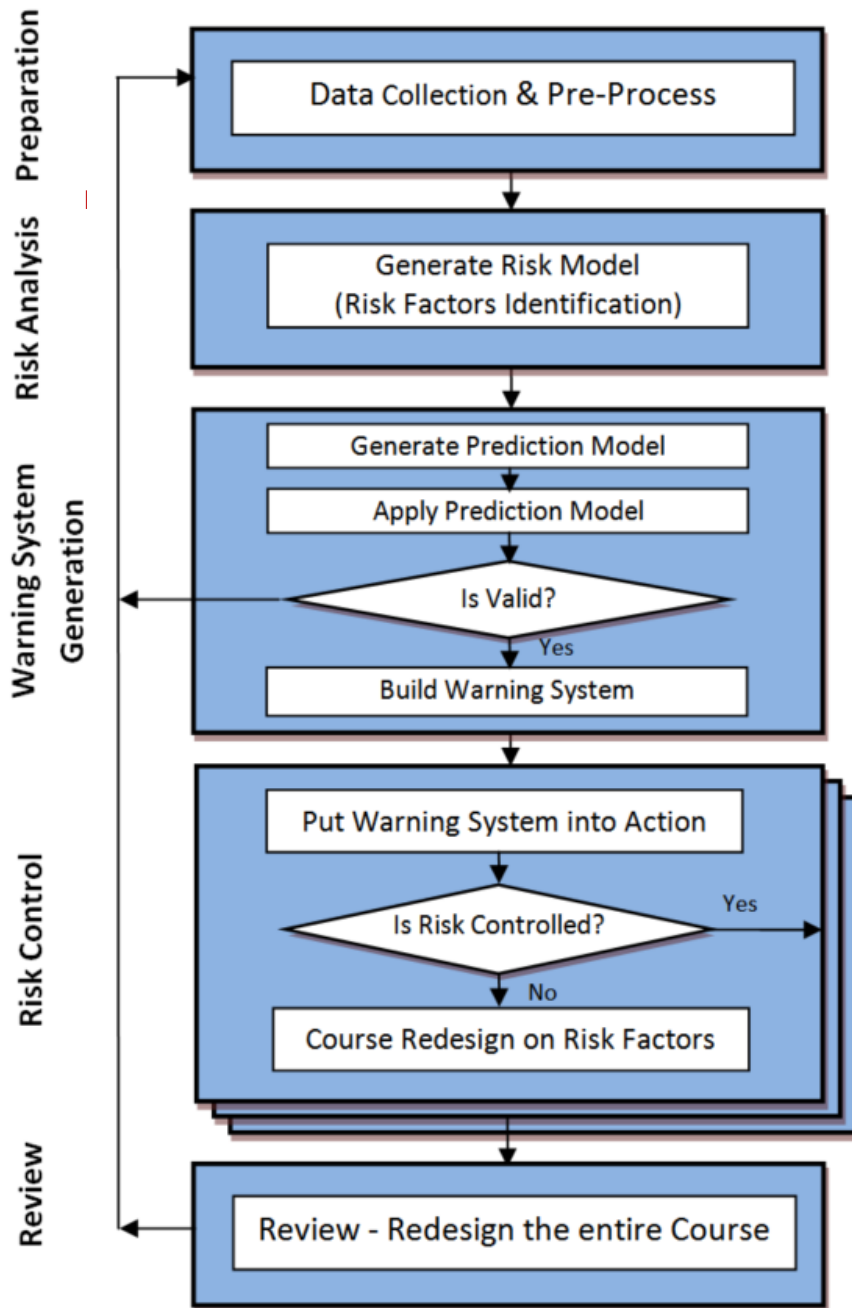 Preparation
Data Collection & Pre-Process
Risk Analysis
Generate Risk Model
(Risk Factors Identification)
Warning System
Generation
Generate Prediction Model
Apply Prediction Model
Is Valid?
Yes
Build Warning System
Risk Control
Put Warning System into Action
Is Risk Controlled?
Yes
No
Course Redesign on Risk Factors
Review
Review - Redesign the entire Course